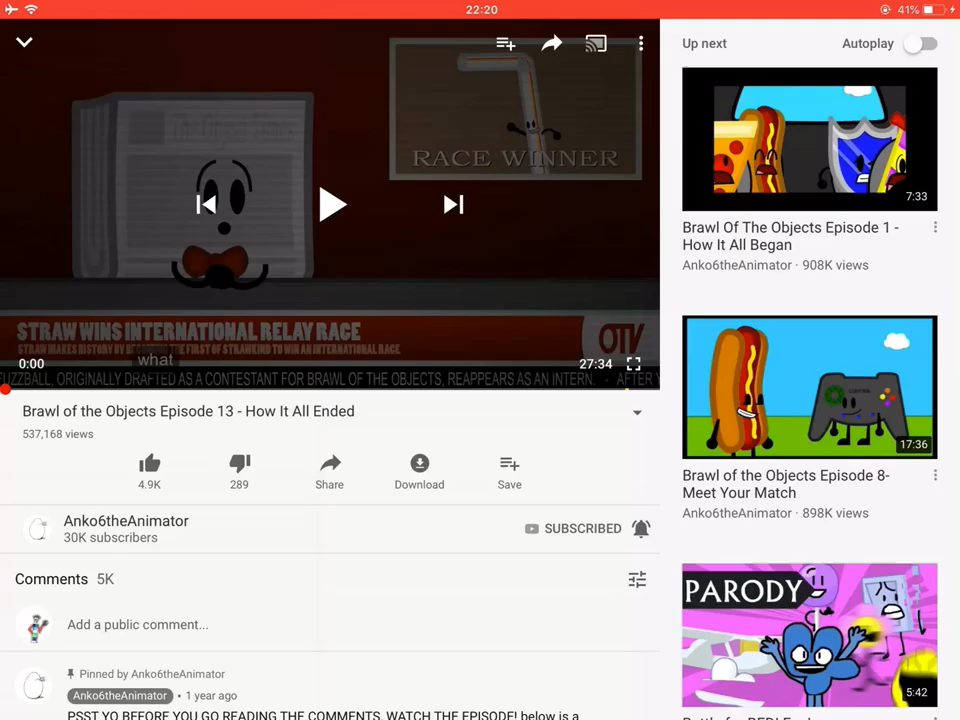 22:20
41%
The Object Times
RACE WINNER
STRAW WINS INTERNATIONAL RELAY RACE
STRAW MAKES HISTORY BY BECOMING THE FIRST OF STRANKIND TO WIN AN INTERNATIONAL RELAY RACE.
OTV
what
0:00
27:34
FUZZBALL, ORIGINALLY DRAFTED AS A CONTESTANT FOR BRAWL OF THE OBJECTS, REAPPEARS AS AN INTERN. - AFTER
Brawl of the Objects Episode 13 - How It All Ended
537,168 views
4.9K
289
Share
Download
Save
Anko6theAnimator
30K subscribers
SUBSCRIBED
Comments 5K
Add a public comment...
Pinned by Anko6theAnimator
Anko6theAnimator • 1 year ago
PSST YO BEFORE YOU GO READING THE COMMENTS, WATCH THE EPISODE! below is a
Up next
Autoplay
7:33
Brawl Of The Objects Episode 1 -
How It All Began
Anko6theAnimator · 908K views
CONTROL
17:36
Brawl of the Objects Episode 8-
Meet Your Match
Anko6theAnimator · 898K views
PARODY
5:42